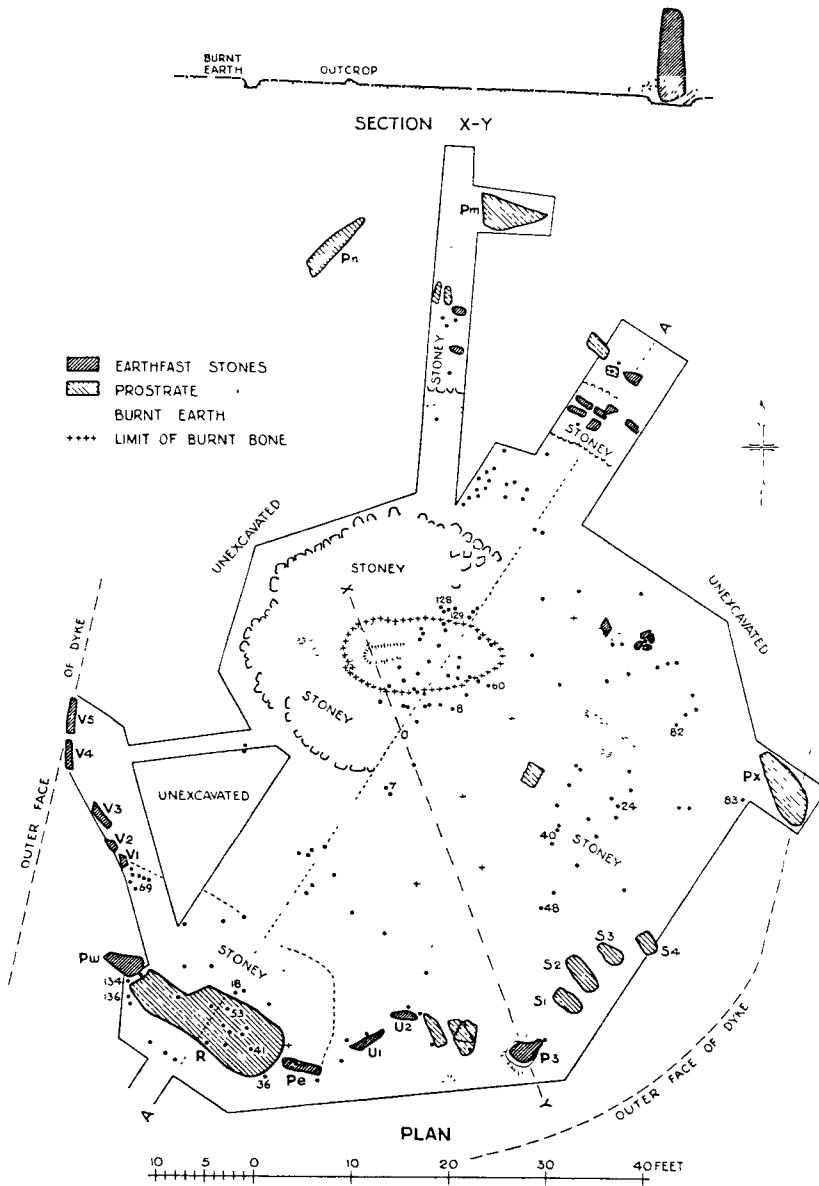 BURNT
EARTH
OUTCROP
SECTION X-Y
Pm
Pn
EARTHFAST STONES
PROSTRATE
BURNT EARTH
++++ LIMIT OF BURNT BONE
STONEY
A
STONEY
UNEXCAVATED
STONEY
UNEXCAVATED
X
128
129
60
8
STONEY
O
82
OF DYKE
V5
V4
UNEXCAVATED
7
Px
83
24
V3
V2
V1
69
40
STONEY
OUTER FACE
48
STONEY
S3
S4
S2
S1
Pw
134
136
18
53
41
R
36
Pe
U1
U2
P3
A
Y
OUTER FACE OF DYKE
PLAN
10 5 0 10 20 30 40 FEET